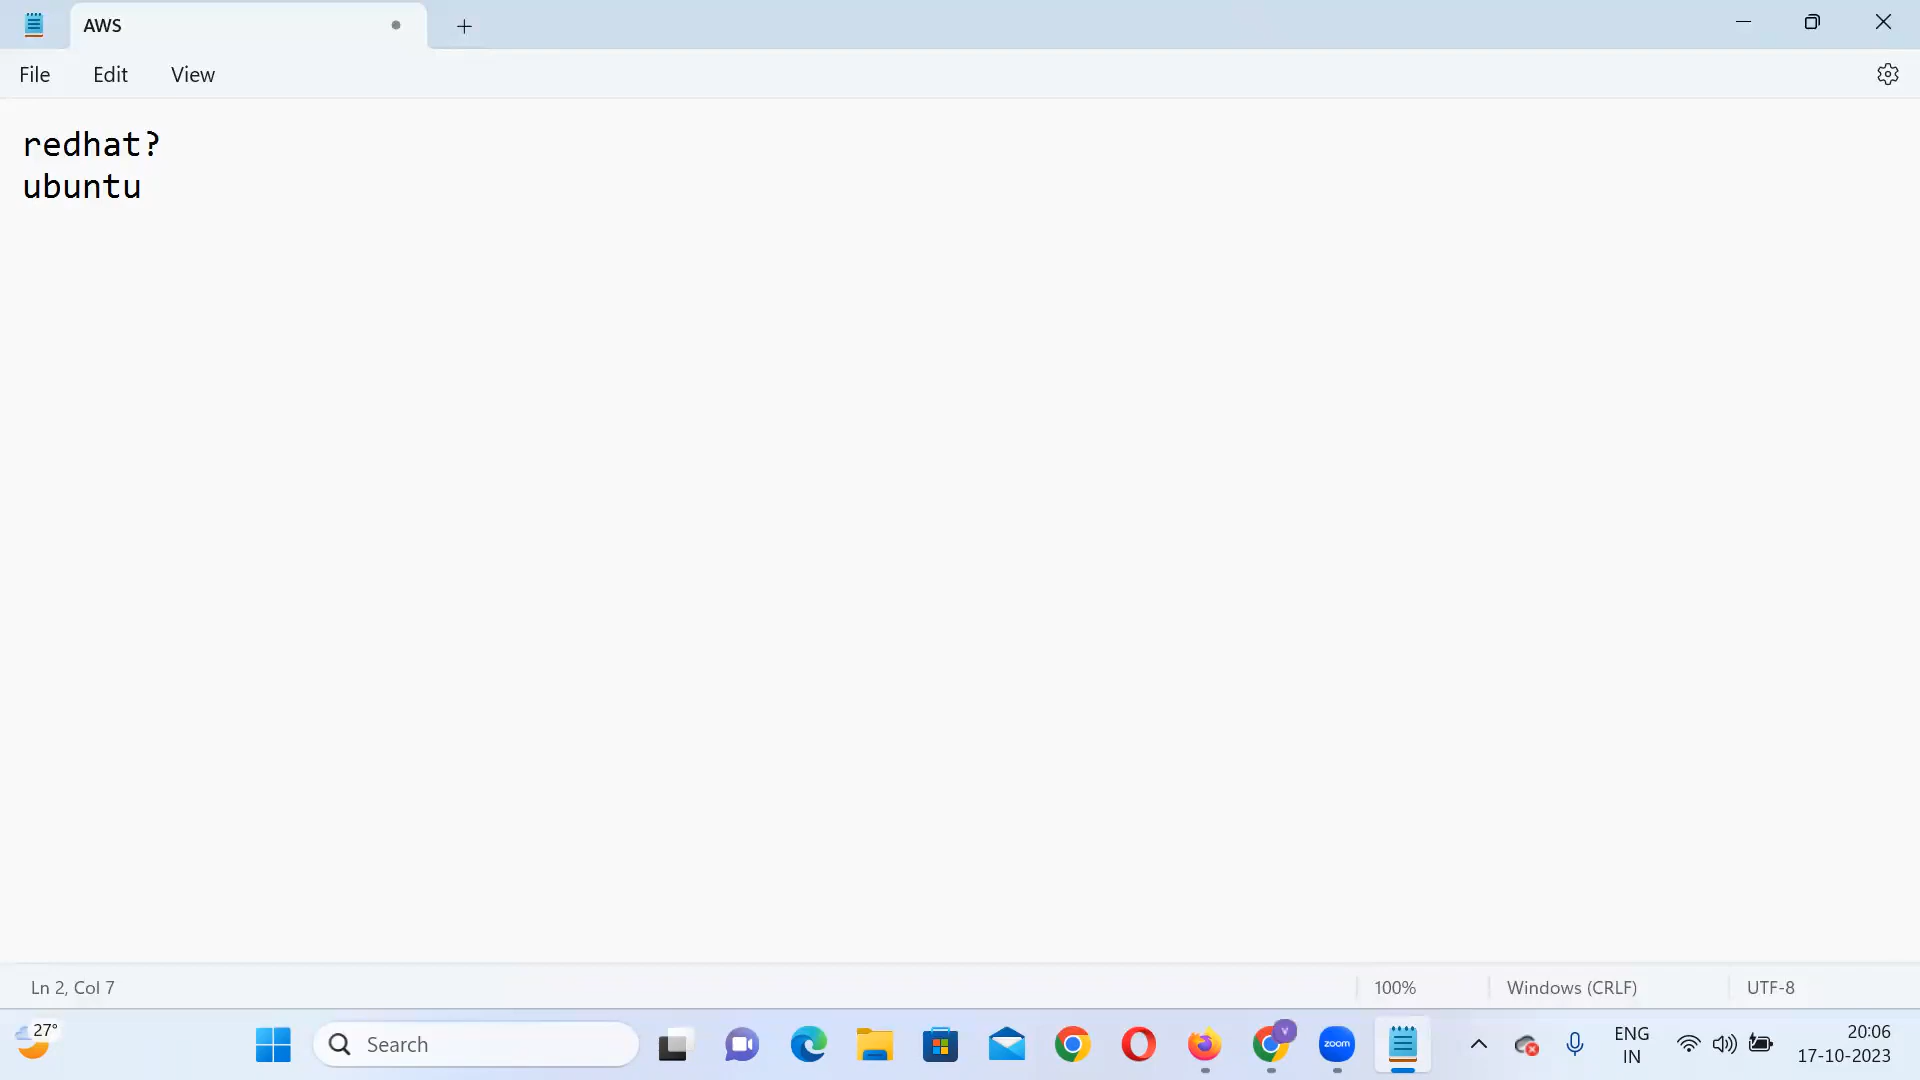 AWS
File Edit View
redhat?
ubuntu
Ln 2, Col 7 100% Windows (CRLF) UTF-8
27° Search V zoom ENG IN 20:06
17-10-2023